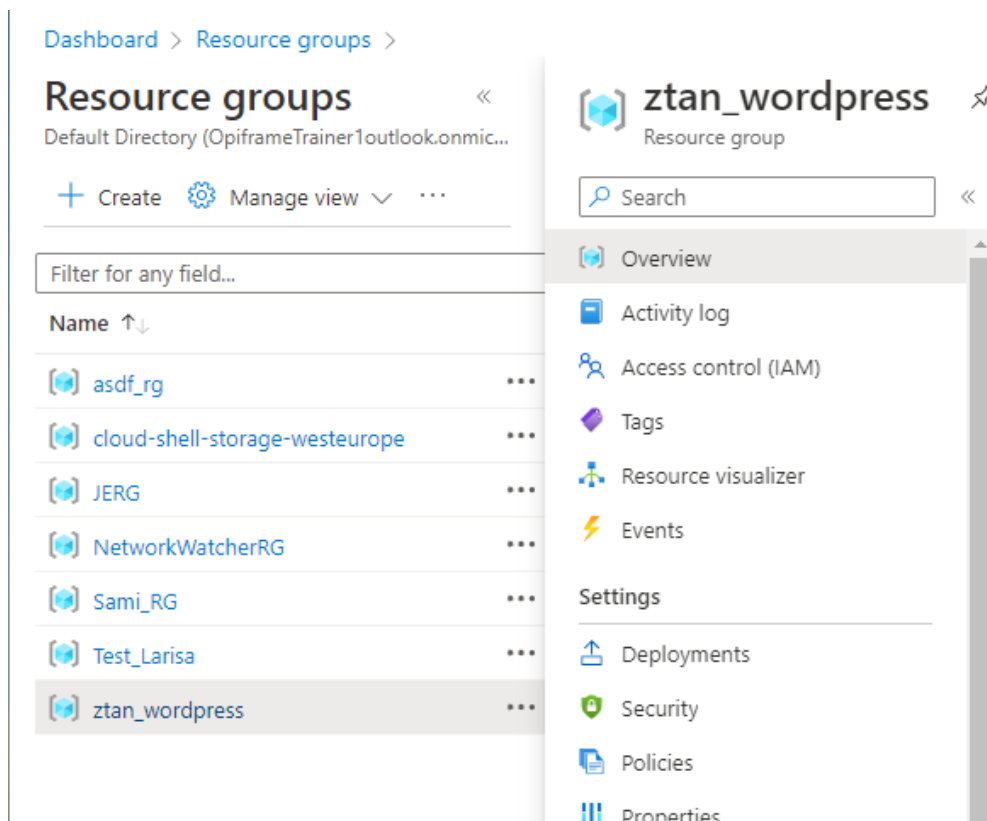 Dashboard > Resource groups >
Resource groups «
Default Directory (OpiframeTrainer1outlook.onmic...
+ Create Manage view ...
Filter for any field...
Name ↑↓
asdf_rg ...
cloud-shell-storage-westeurope ...
JERG ...
NetworkWatcherRG ...
Sami_RG ...
Test_Larisa ...
ztan_wordpress ...
ztan_wordpress
Resource group
Search «
Overview
Activity log
Access control (IAM)
Tags
Resource visualizer
Events
Settings
Deployments
Security
Policies
Properties